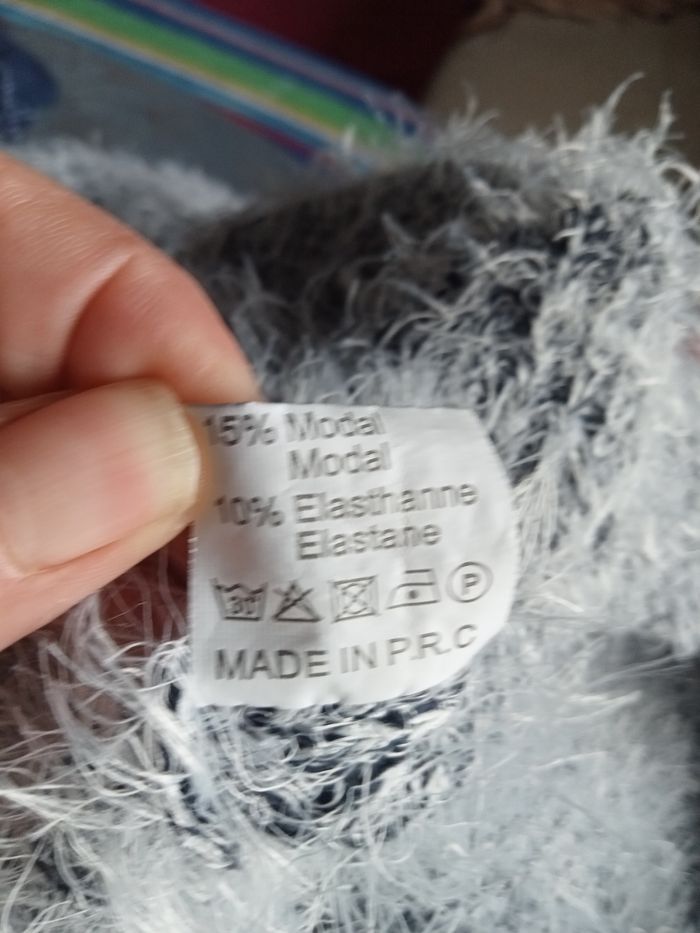 15% Modal
Modal
10% Elasthanne
Elastane
30 P
MADE IN P.R.C